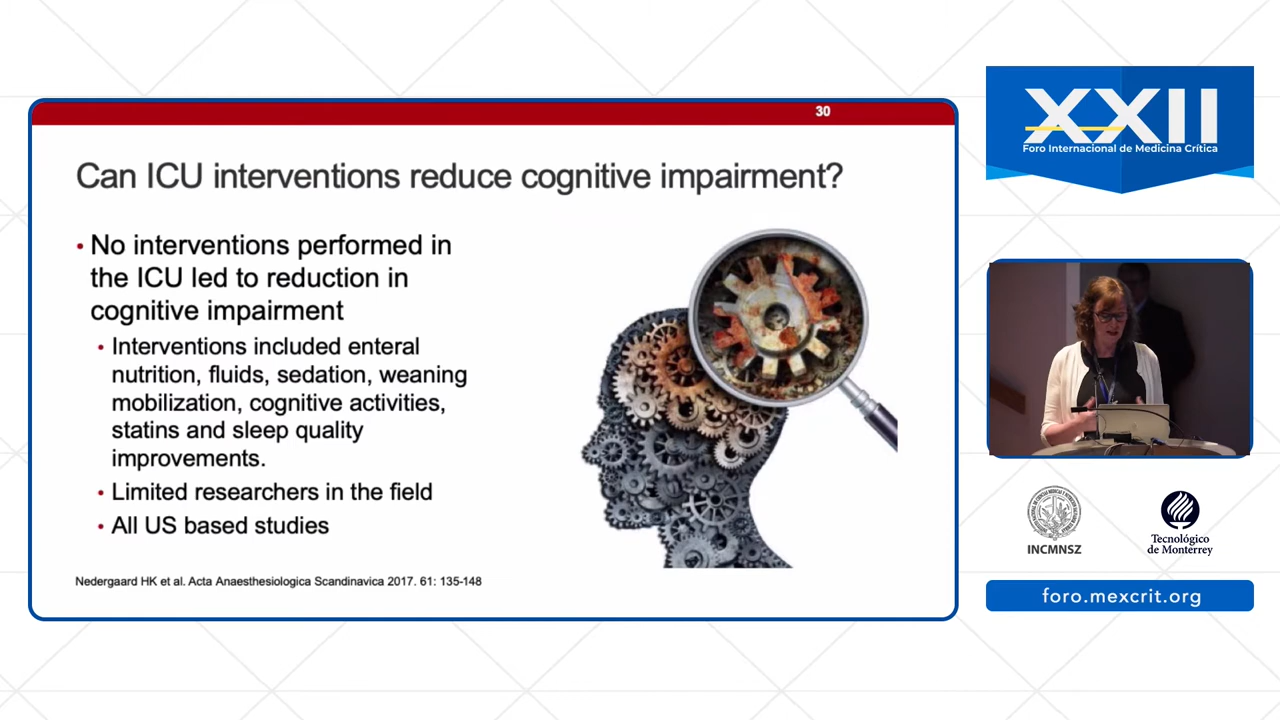 30
Can ICU interventions reduce cognitive impairment?
• No interventions performed in
the ICU led to reduction in
cognitive impairment
• Interventions included enteral
nutrition, fluids, sedation, weaning
mobilization, cognitive activities,
statins and sleep quality
improvements.
• Limited researchers in the field
• All US based studies
Nedergaard HK et al. Acta Anaesthesiologica Scandinavica 2017. 61: 135-148
XXII
Foro Internacional de Medicina Crítica
INCMNSZ
Tecnológico
de Monterrey
foro.mexcrit.org